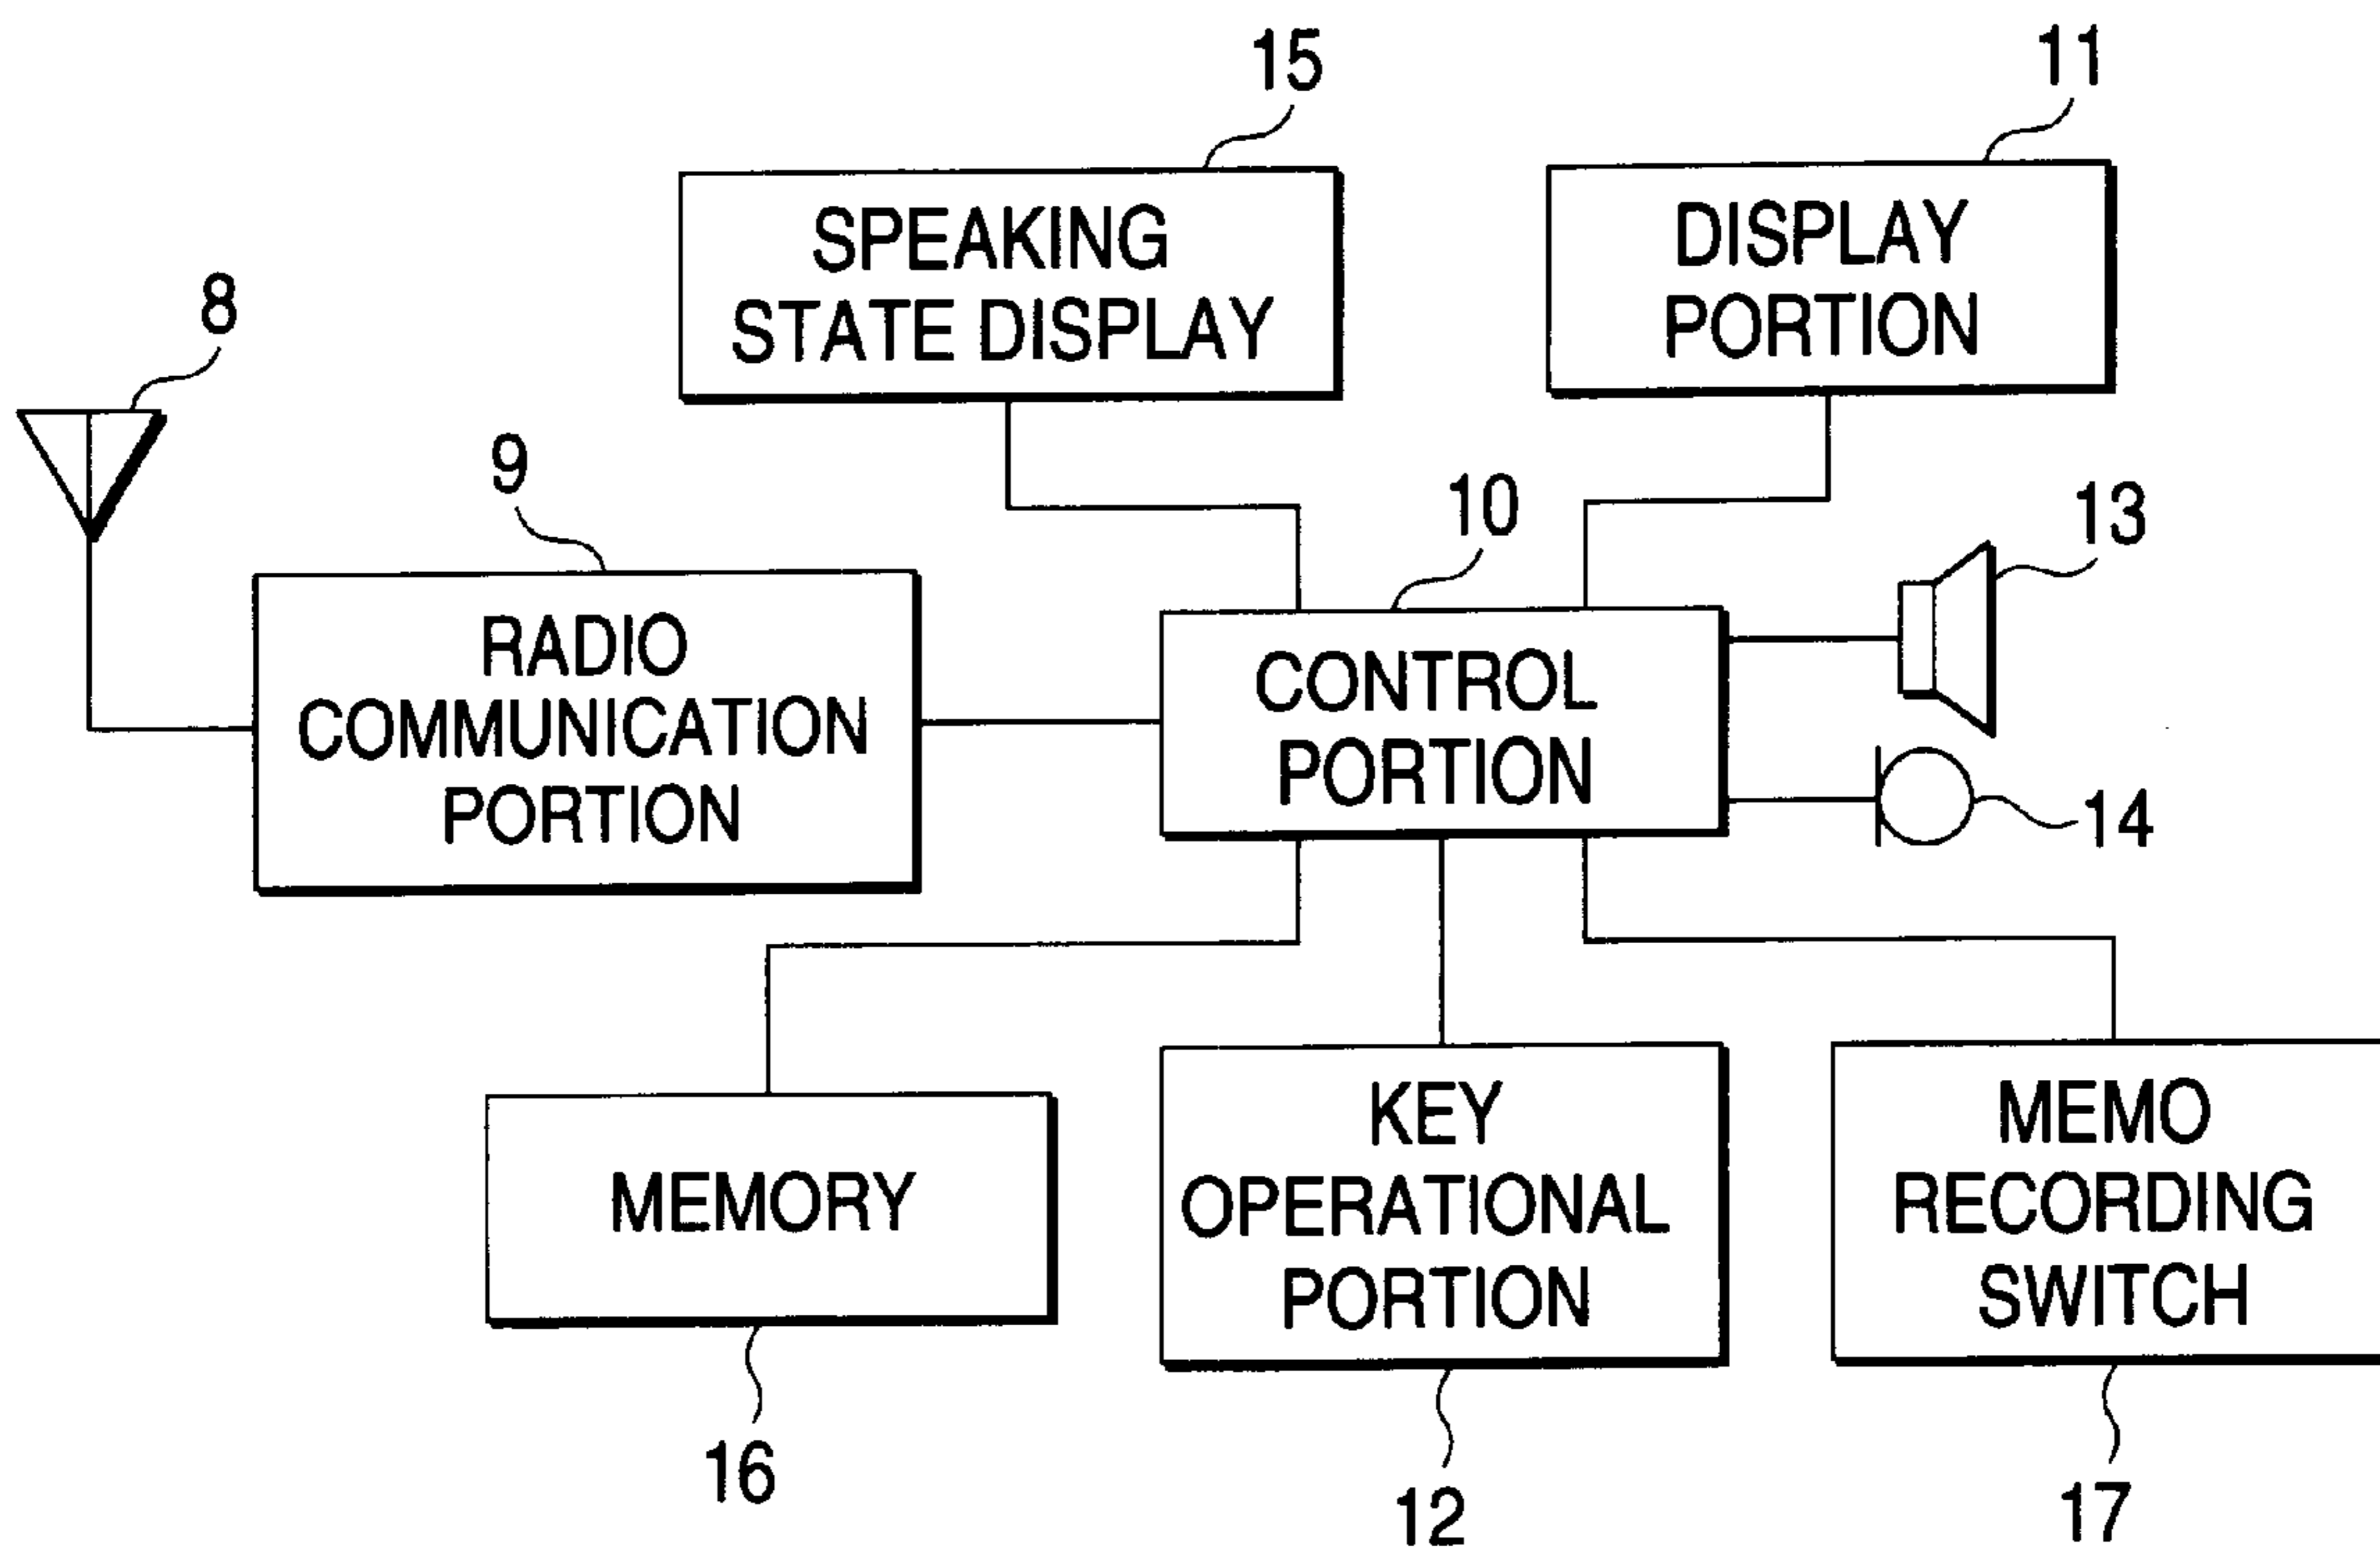 15
11
SPEAKING
STATE DISPLAY
DISPLAY
PORTION
8
9
10
13
RADIO
COMMUNICATION
PORTION
CONTROL
PORTION
14
MEMORY
KEY
OPERATIONAL
PORTION
MEMO
RECORDING
SWITCH
16
12
17